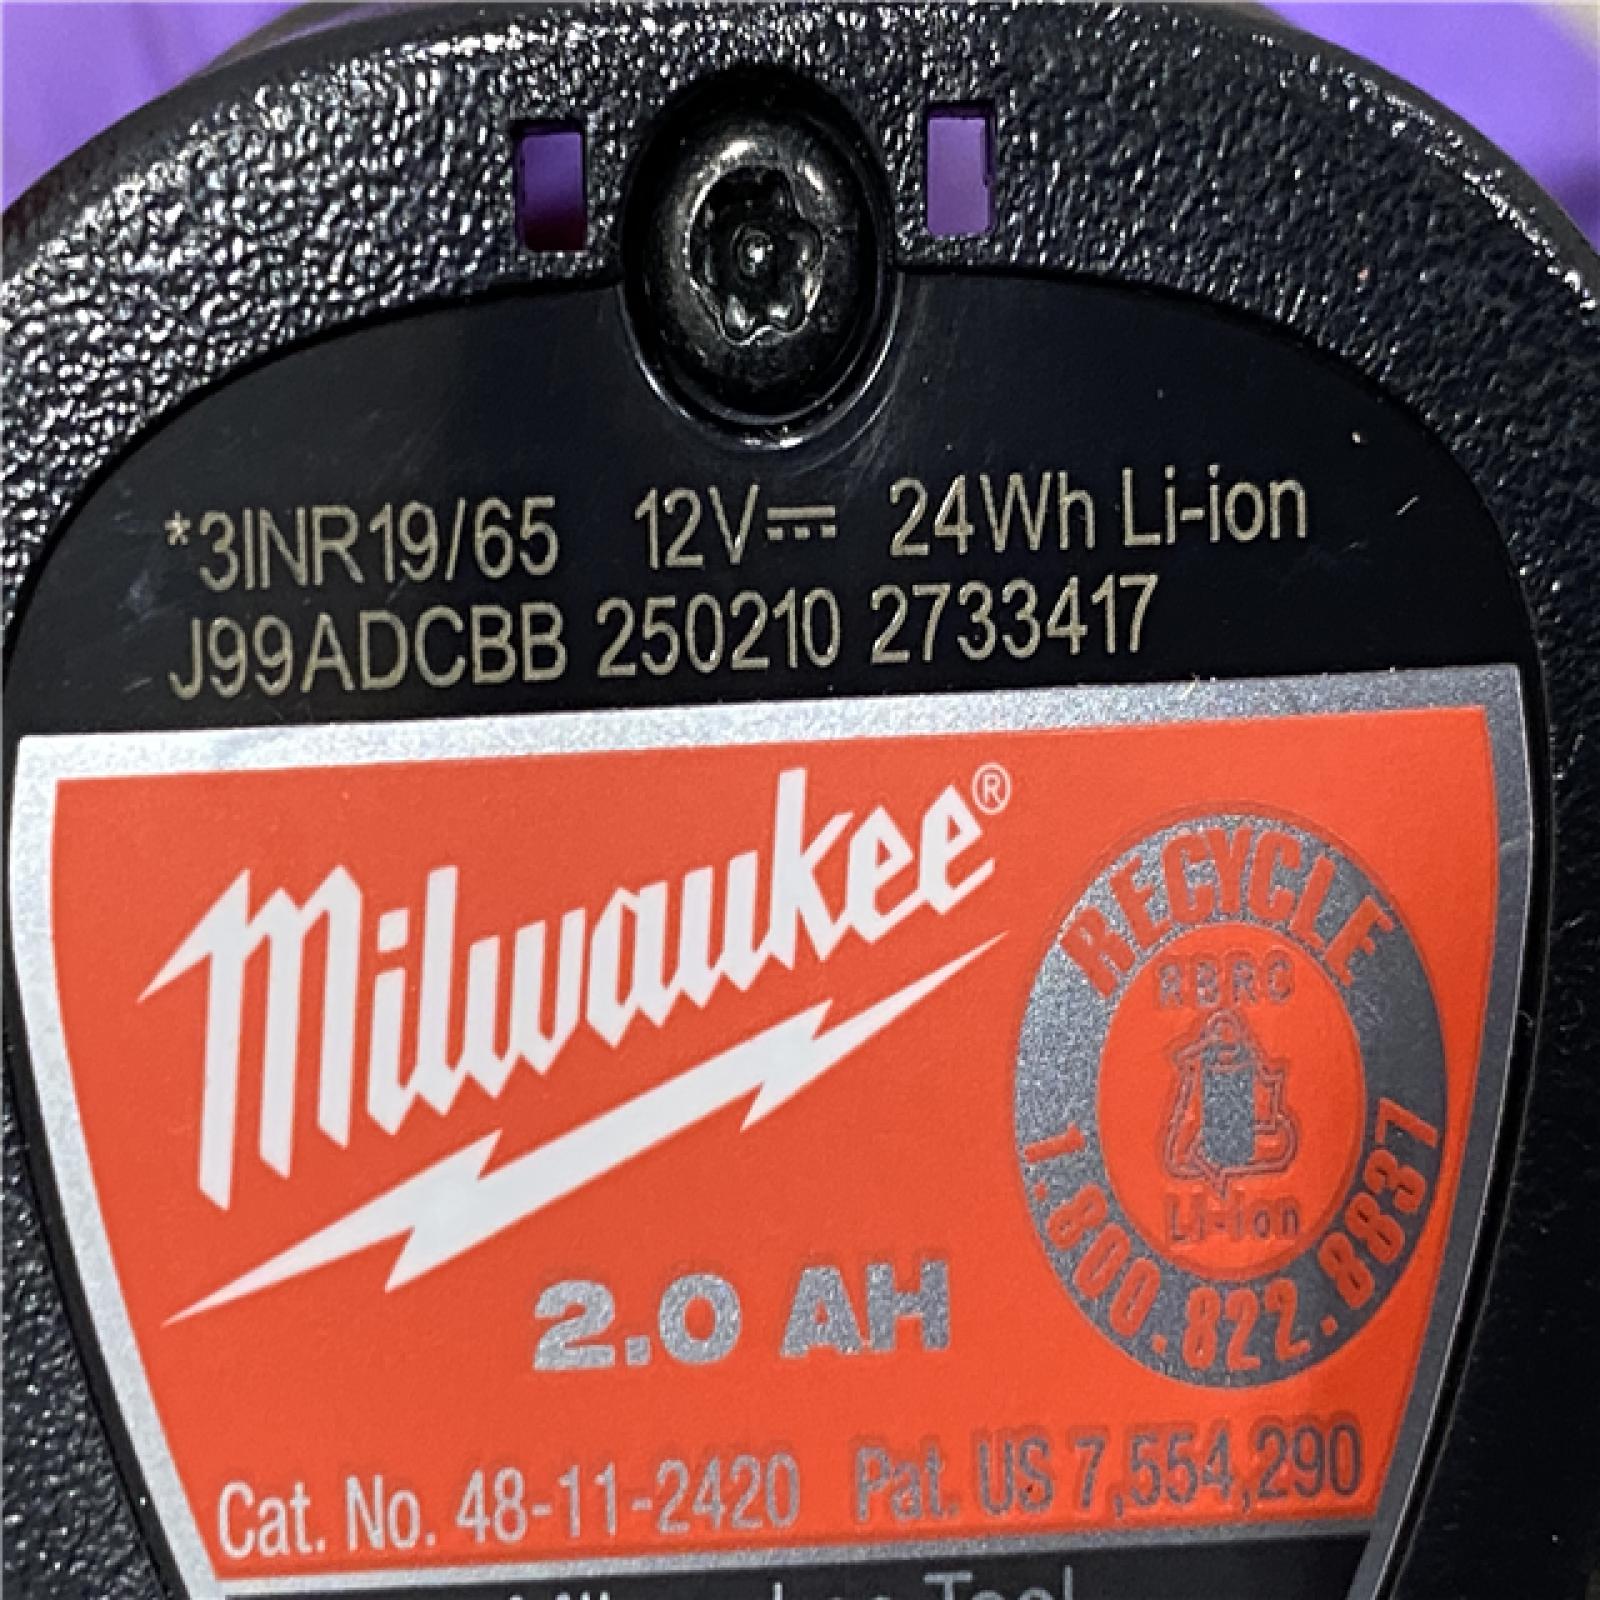 *3INR19/65 12V⎓ 24Wh Li-ion
J99ADCBB 250210 2733417
Milwaukee®
RECYCLE
RBRC
Li-ion
1.800.822.8837
2.0 AH
Cat. No. 48-11-2420 Pat. US 7,554,290